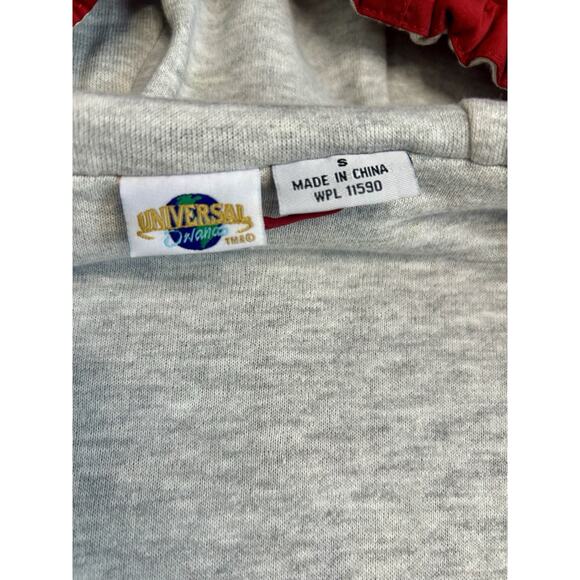 UNIVERSAL
Orlando
TM&©
S
MADE IN CHINA
WPL 11590